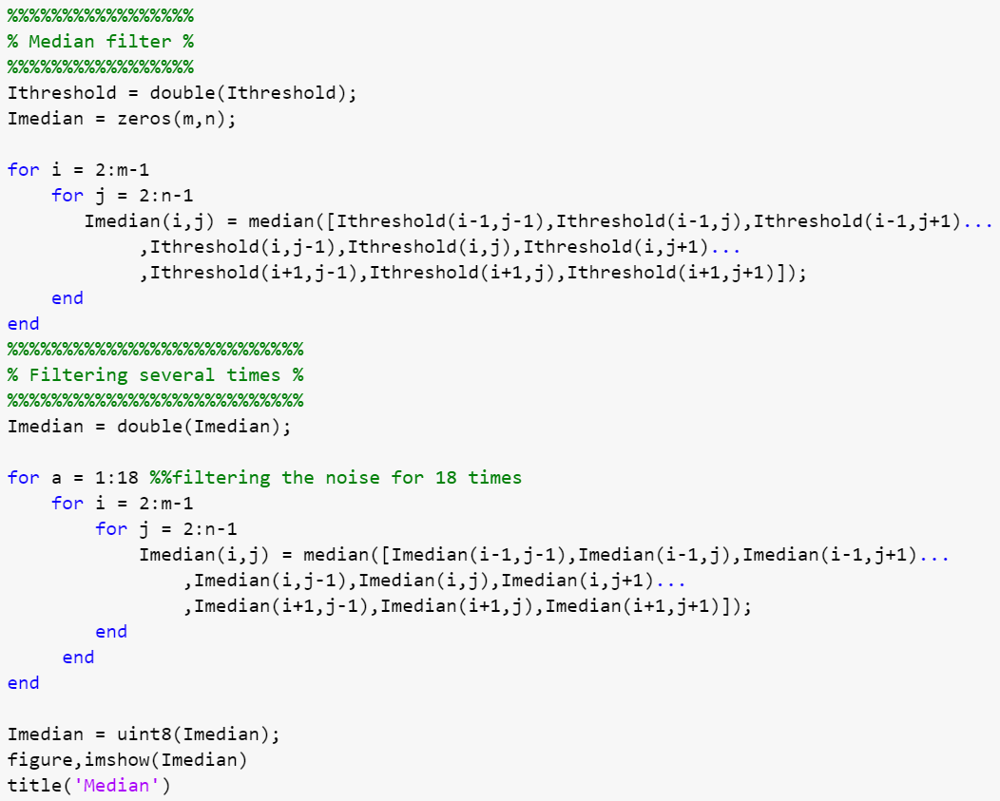 %%%%%%%%%%%%%%%%%
% Median filter %
%%%%%%%%%%%%%%%%%
Ithreshold = double(Ithreshold);
Imedian = zeros(m,n);

for i = 2:m-1
    for j = 2:n-1
       Imedian(i,j) = median([Ithreshold(i-1,j-1),Ithreshold(i-1,j),Ithreshold(i-1,j+1)...
            ,Ithreshold(i,j-1),Ithreshold(i,j),Ithreshold(i,j+1)...
            ,Ithreshold(i+1,j-1),Ithreshold(i+1,j),Ithreshold(i+1,j+1)]);
    end
end
%%%%%%%%%%%%%%%%%%%%%%%%%%%
% Filtering several times %
%%%%%%%%%%%%%%%%%%%%%%%%%%%
Imedian = double(Imedian);

for a = 1:18 %%filtering the noise for 18 times
    for i = 2:m-1
        for j = 2:n-1
            Imedian(i,j) = median([Imedian(i-1,j-1),Imedian(i-1,j),Imedian(i-1,j+1)...
                ,Imedian(i,j-1),Imedian(i,j),Imedian(i,j+1)...
                ,Imedian(i+1,j-1),Imedian(i+1,j),Imedian(i+1,j+1)]);
        end
     end
end

Imedian = uint8(Imedian);
figure,imshow(Imedian)
title('Median')